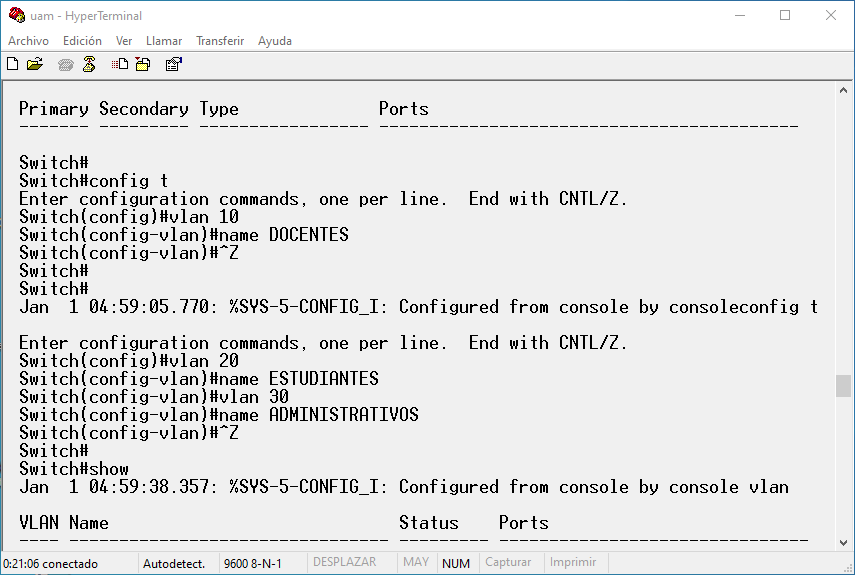 uam - HyperTerminal
Archivo Edición Ver Llamar Transferir Ayuda
Primary Secondary Type              Ports
------- --------- ----------------- ------------------------------------------
Switch#
Switch#config t
Enter configuration commands, one per line.  End with CNTL/Z.
Switch(config)#vlan 10
Switch(config-vlan)#name DOCENTES
Switch(config-vlan)#^Z
Switch#
Switch#
Jan  1 04:59:05.770: %SYS-5-CONFIG_I: Configured from console by consoleconfig t
Enter configuration commands, one per line.  End with CNTL/Z.
Switch(config)#vlan 20
Switch(config-vlan)#name ESTUDIANTES
Switch(config-vlan)#vlan 30
Switch(config-vlan)#name ADMINISTRATIVOS
Switch(config-vlan)#^Z
Switch#
Switch#show
Jan  1 04:59:38.357: %SYS-5-CONFIG_I: Configured from console by console vlan
VLAN Name                             Status    Ports
---- -------------------------------- --------- -------------------------------
0:21:06 conectado Autodetect. 9600 8-N-1 DESPLAZAR MAY NUM Capturar Imprimir